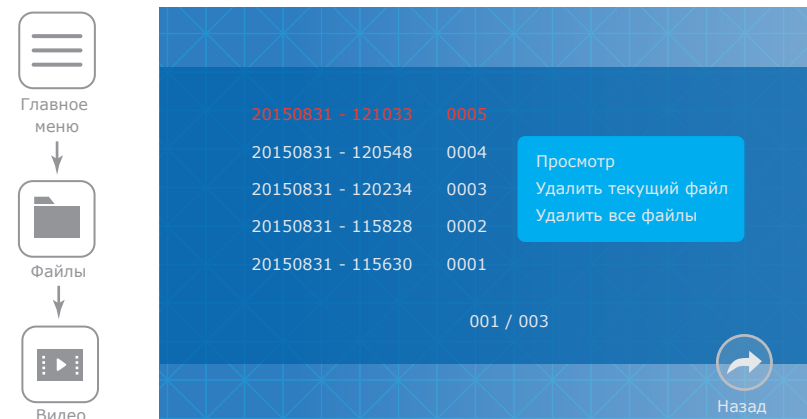 Главное
меню
Файлы
Видео
20150831 - 121033 0005
20150831 - 120548 0004
20150831 - 120234 0003
20150831 - 115828 0002
20150831 - 115630 0001
Просмотр
Удалить текущий файл
Удалить все файлы
001 / 003
Назад